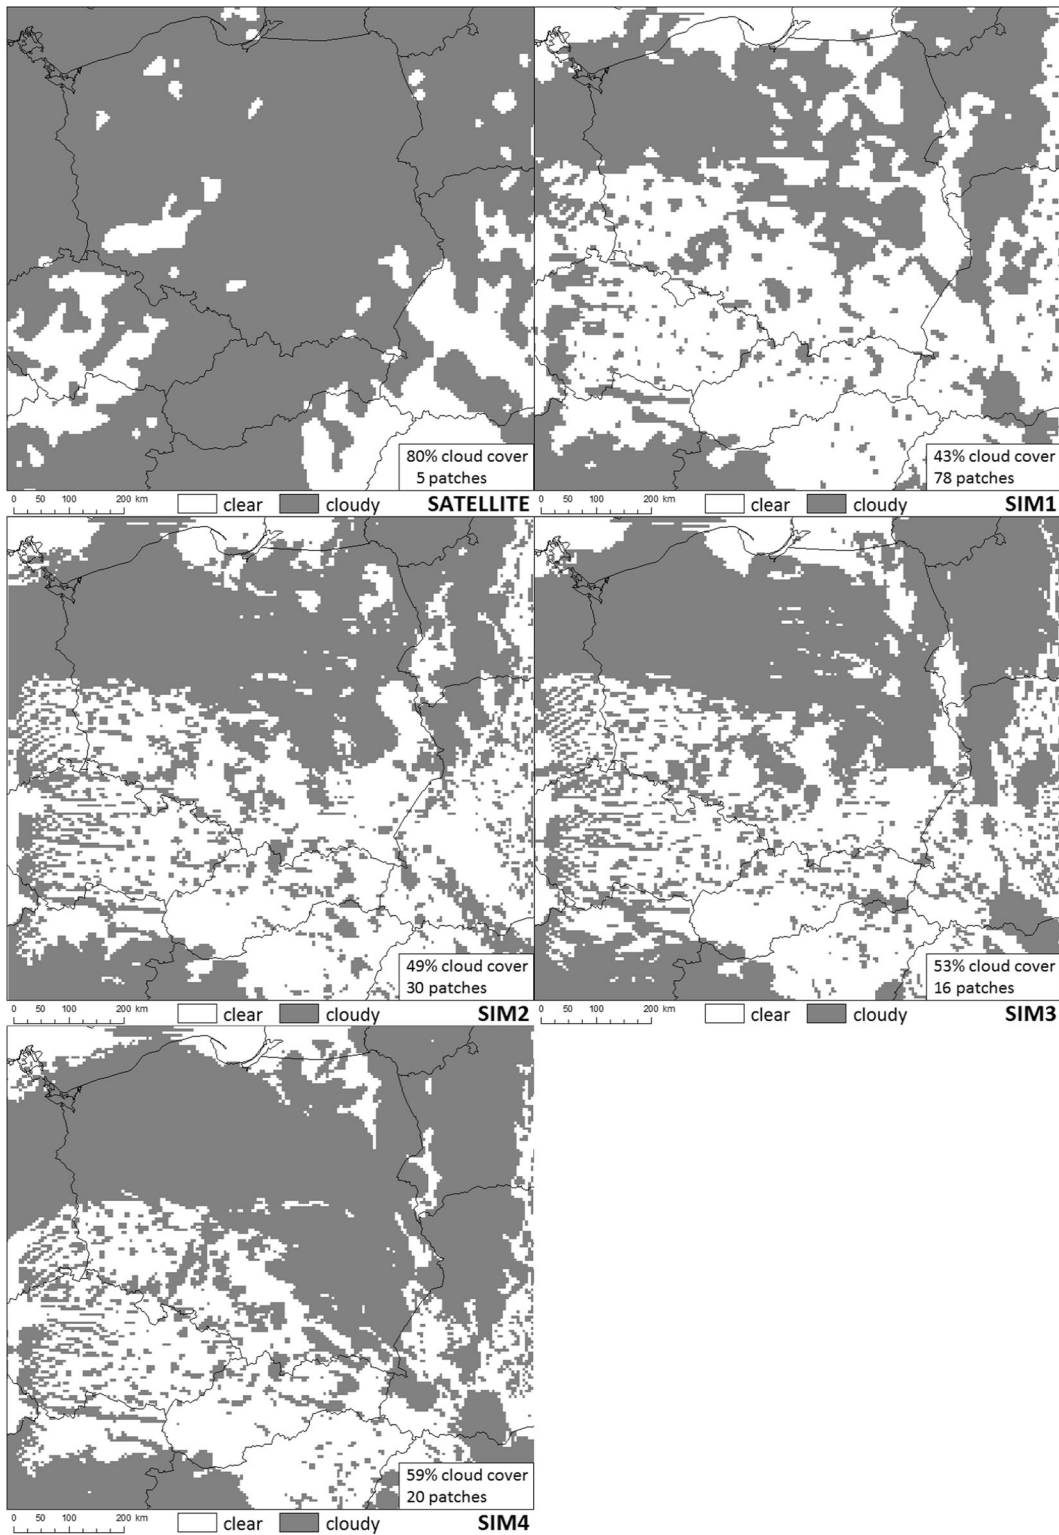 80% cloud cover
5 patches
0 50 100 200 km clear cloudy SATELLITE
43% cloud cover
78 patches
0 50 100 200 km clear cloudy SIM1
49% cloud cover
30 patches
0 50 100 200 km clear cloudy SIM2
53% cloud cover
16 patches
0 50 100 200 km clear cloudy SIM3
59% cloud cover
20 patches
0 50 100 200 km clear cloudy SIM4